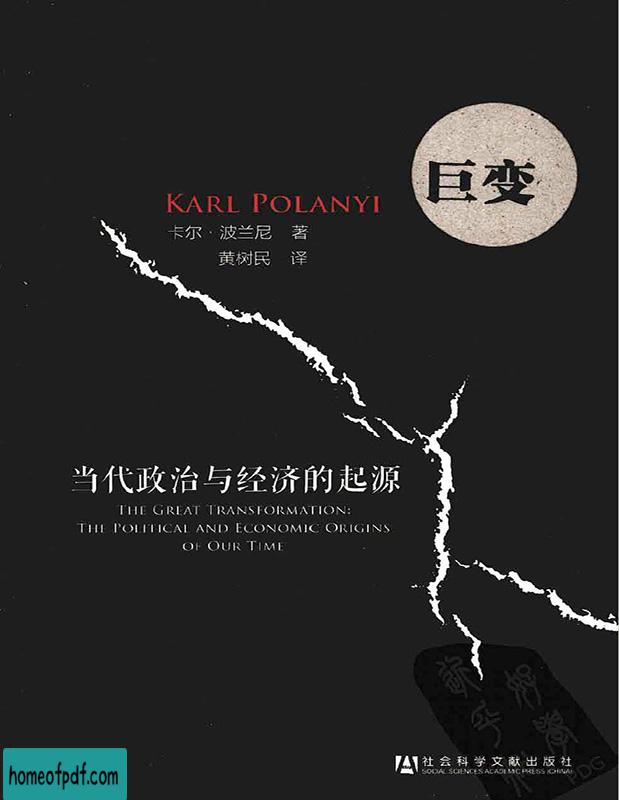 巨变
KARL POLANYI
卡尔·波兰尼 著
黄树民 译
当代政治与经济的起源
THE GREAT TRANSFORMATION:
THE POLITICAL AND ECONOMIC ORIGINS
OF OUR TIME
社会科学文献出版社
SOCIAL SCIENCES ACADEMIC PRESS (CHINA)
PDG
homeofpdf.com